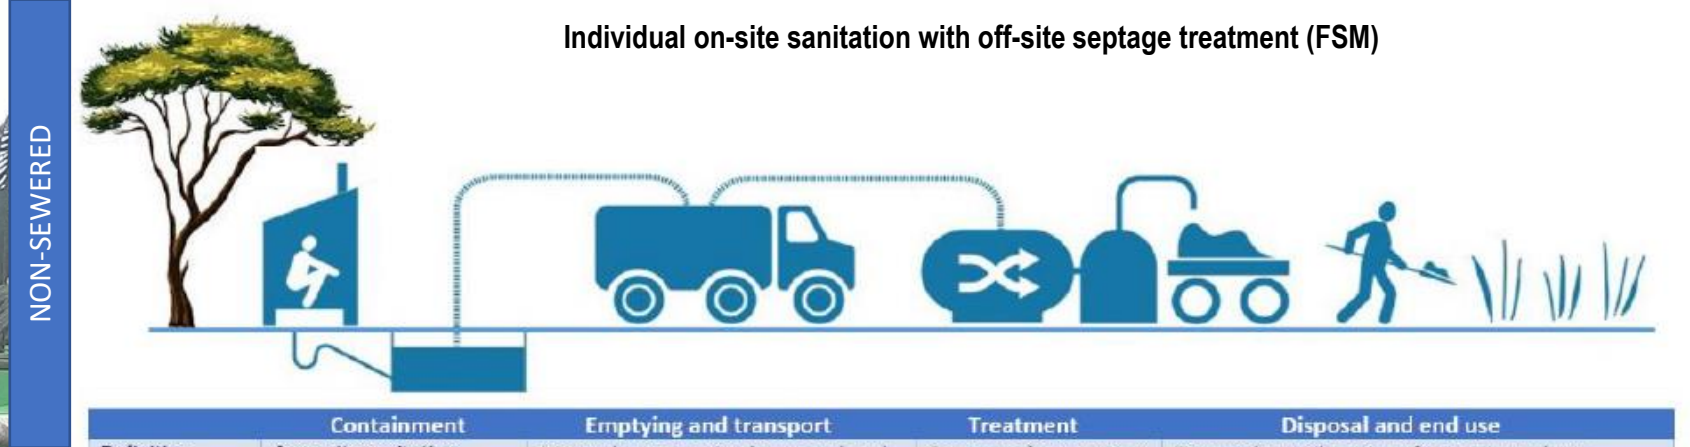 Individual on-site sanitation with off-site septage treatment (FSM)
NON-SEWERED
Containment Emptying and transport Treatment Disposal and end use